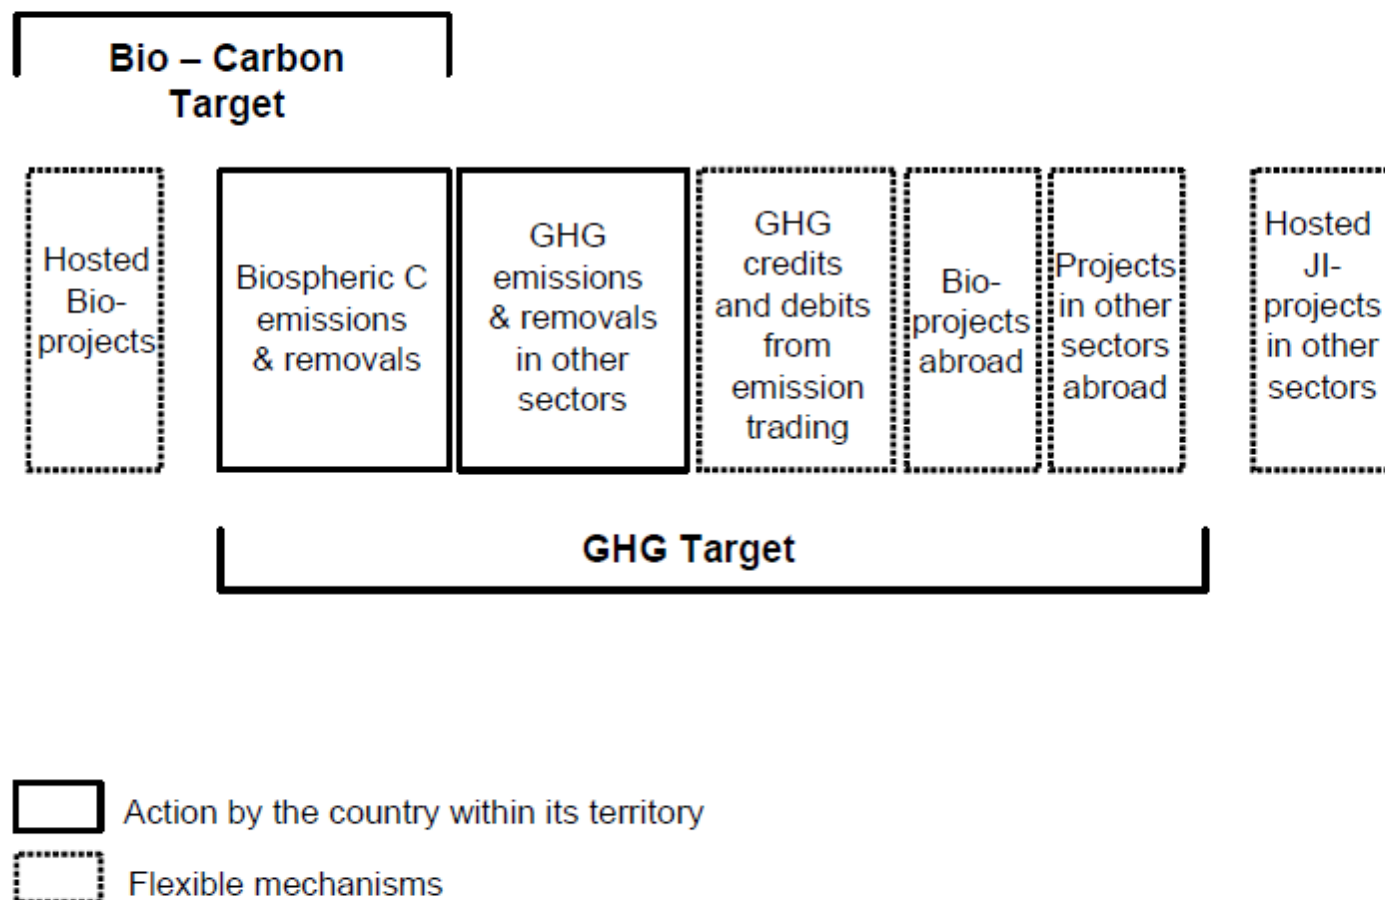 Bio – Carbon
Target
Hosted
Bio-
projects
Biospheric C
emissions
& removals
GHG
emissions
& removals
in other
sectors
GHG
credits
and debits
from
emission
trading
Bio-
projects
abroad
Projects
in other
sectors
abroad
Hosted
JI-
projects
in other
sectors
GHG Target
Action by the country within its territory
Flexible mechanisms